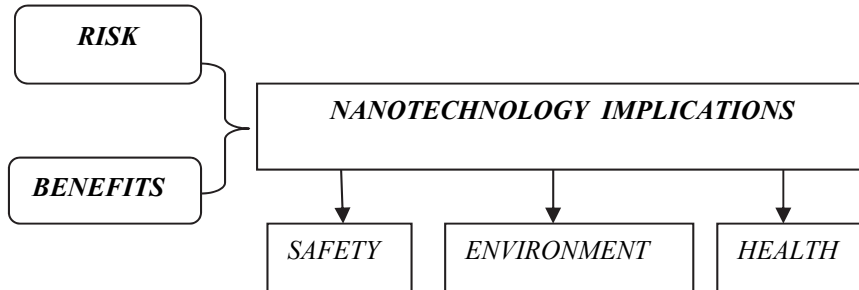 RISK
NANOTECHNOLOGY IMPLICATIONS
BENEFITS
SAFETY
ENVIRONMENT
HEALTH